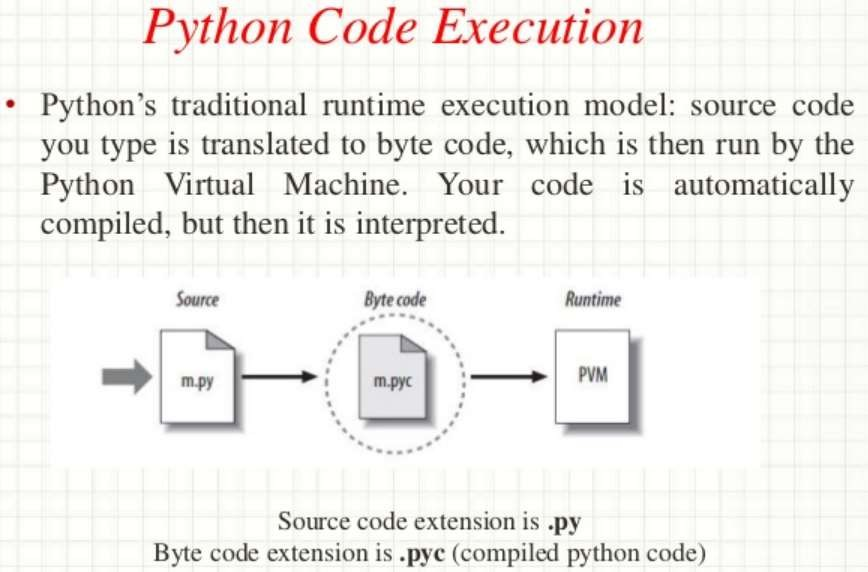 Python Code Execution
• Python’s traditional runtime execution model: source code
you type is translated to byte code, which is then run by the
Python Virtual Machine. Your code is automatically
compiled, but then it is interpreted.
Source Byte code Runtime
m.py m.pyc PVM
Source code extension is .py
Byte code extension is .pyc (compiled python code)